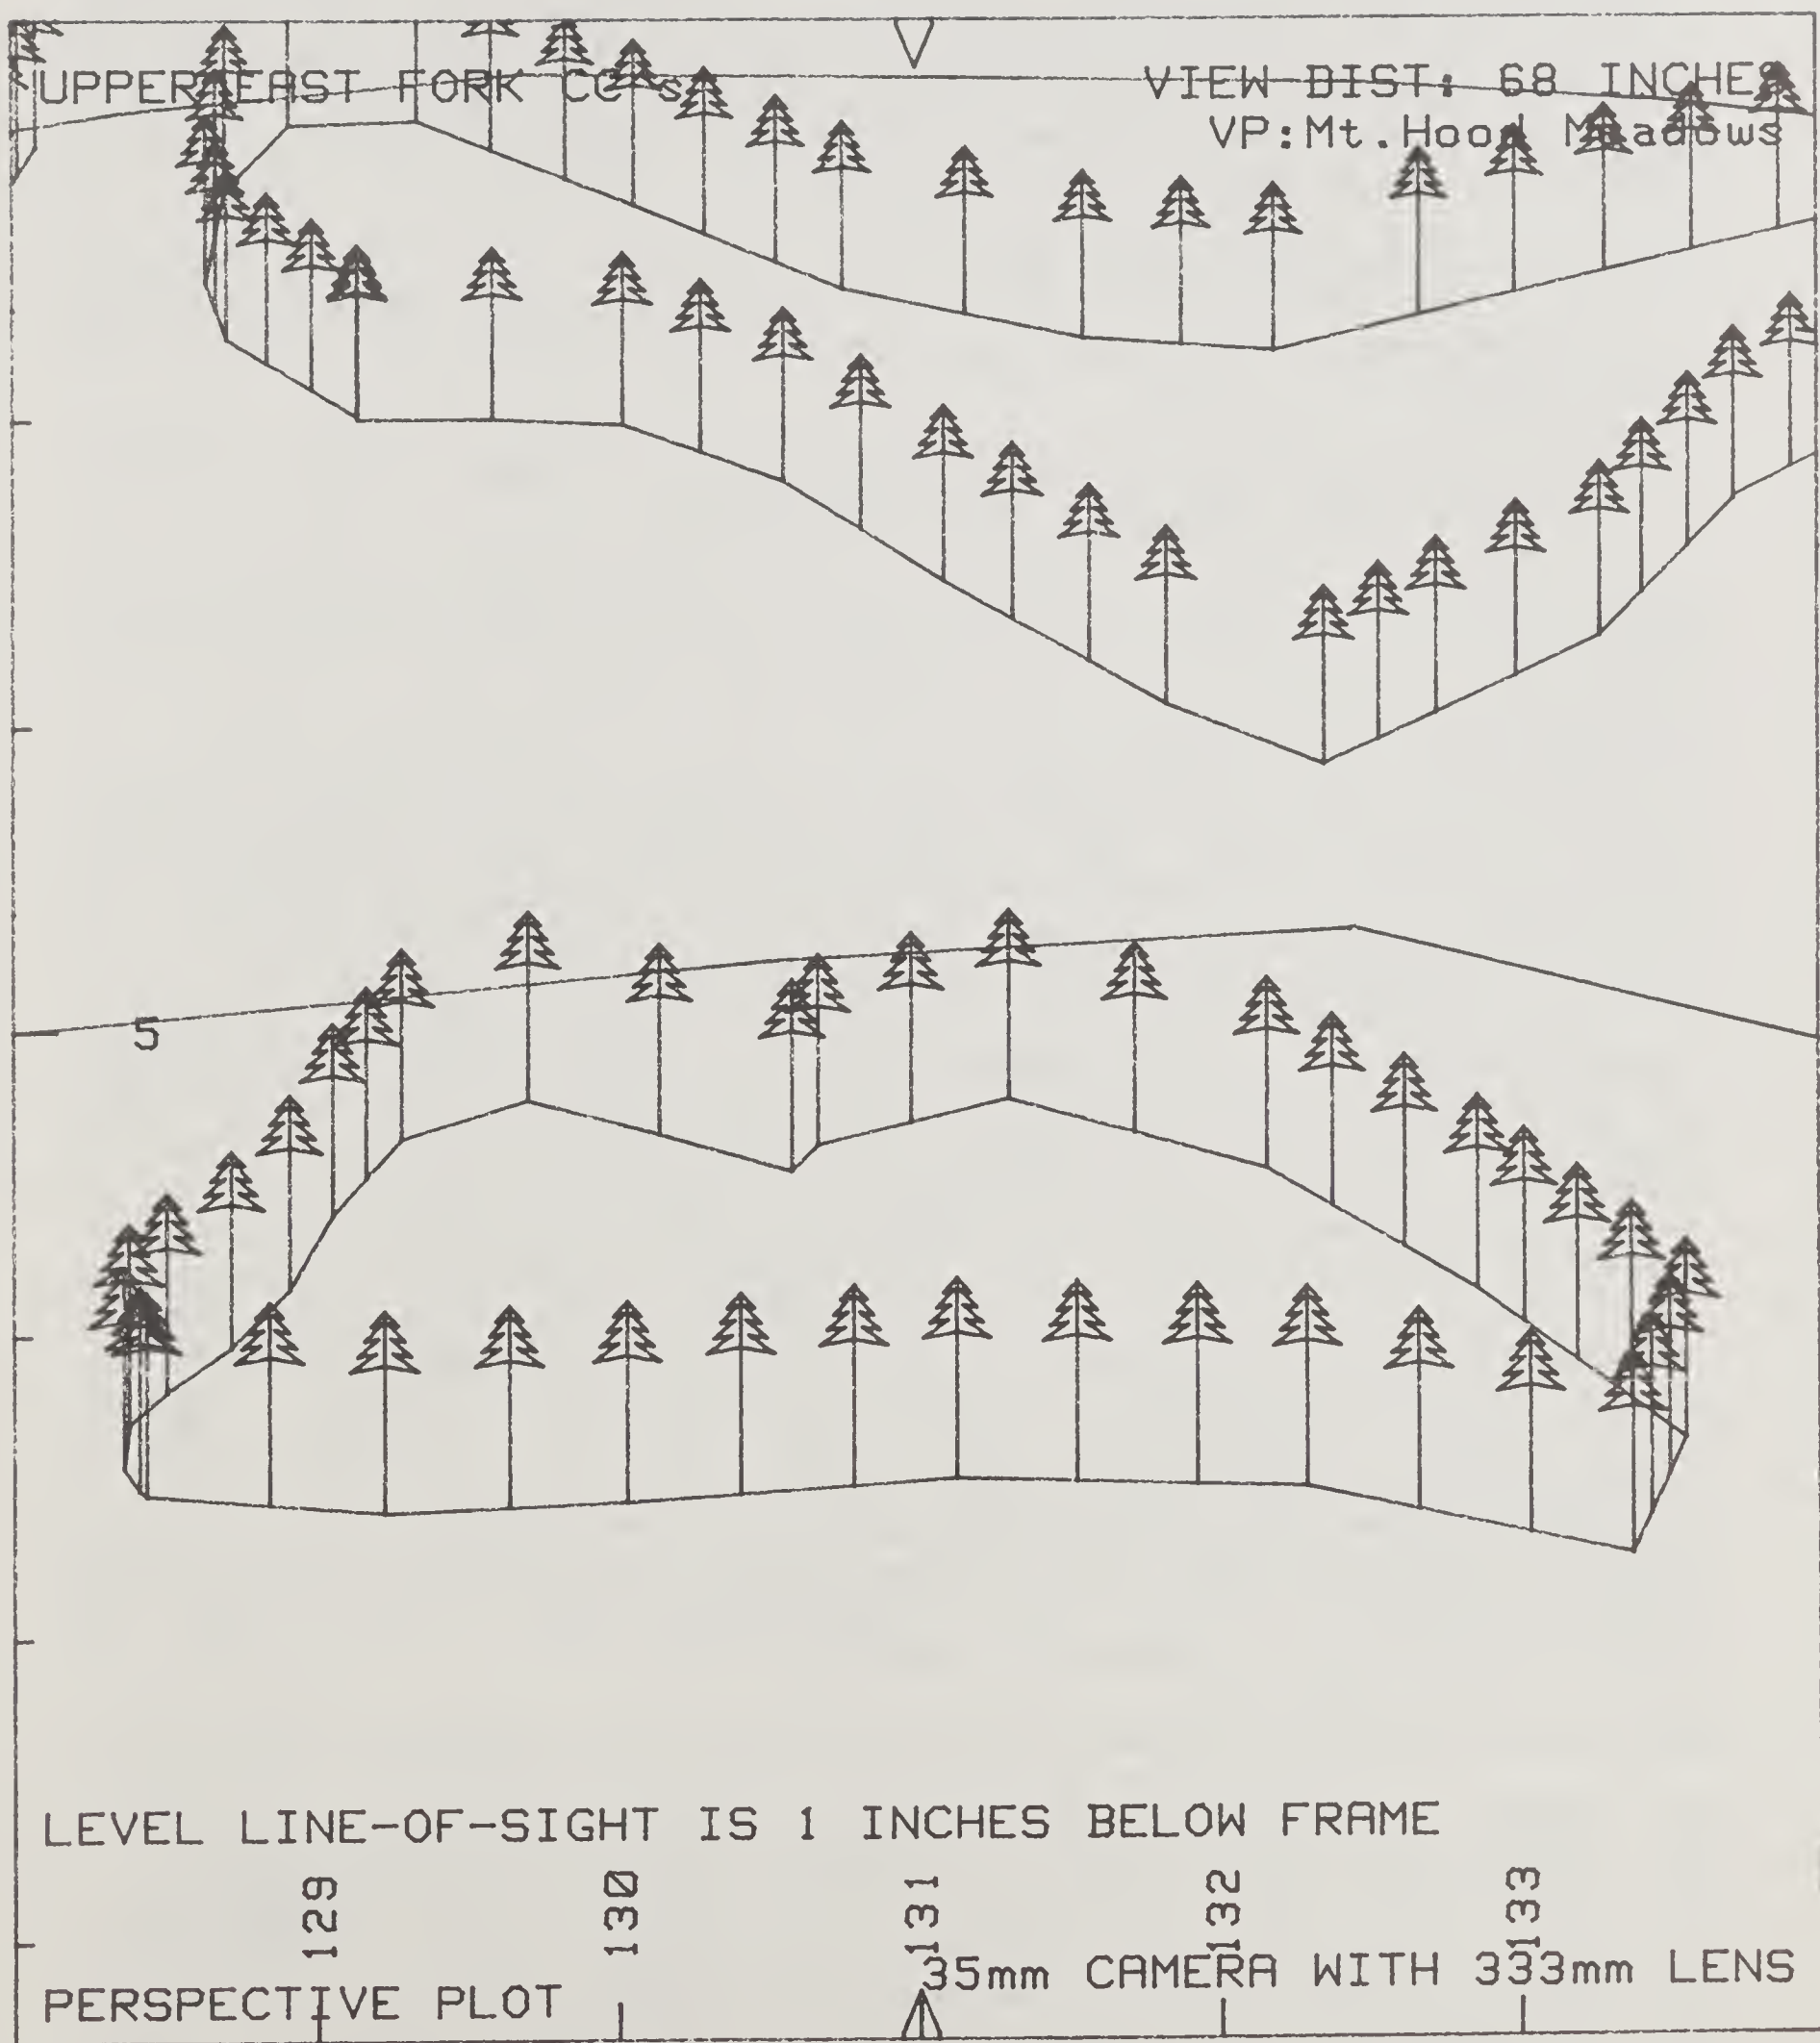 UPPER EAST FORK CC's
VIEW DIST: 68 INCHES
VP:Mt.Hood Meadows
5
LEVEL LINE-OF-SIGHT IS 1 INCHES BELOW FRAME
129 130 131 132 133
35mm CAMERA WITH 333mm LENS
PERSPECTIVE PLOT